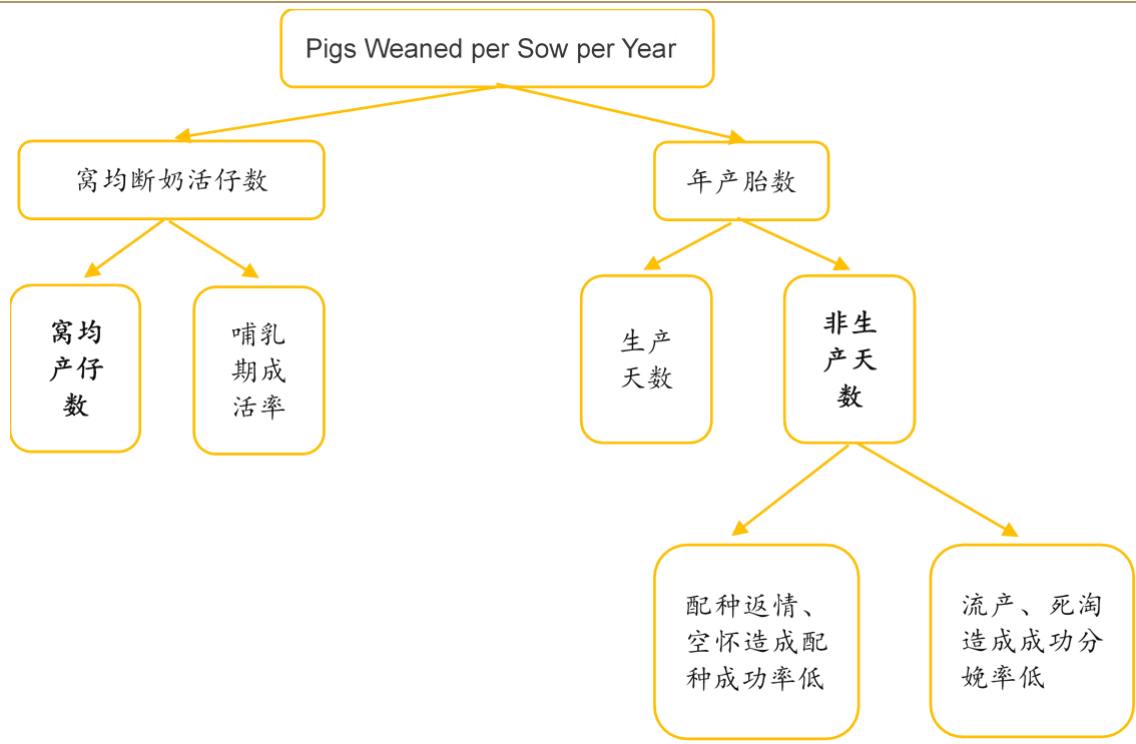 Pigs Weaned per Sow per Year
窝均断奶活仔数
年产胎数
窝均
产仔
数
哺乳
期成
活率
生产
天数
非生
产天
数
配种返情、
空怀造成配
种成功率低
流产、死淘
造成成功分
娩率低